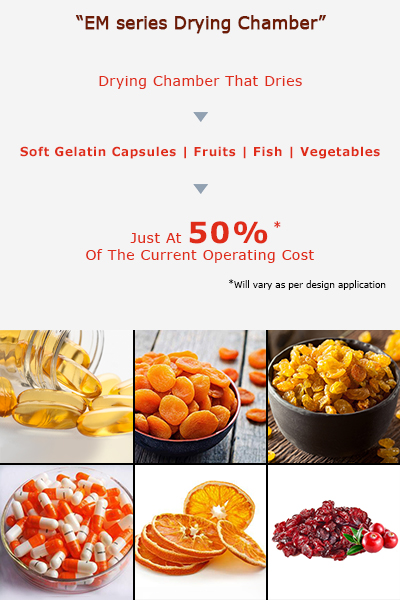 “EM series Drying Chamber”
Drying Chamber That Dries
Soft Gelatin Capsules | Fruits | Fish | Vegetables
Just At 50%*
Of The Current Operating Cost
*Will vary as per design application